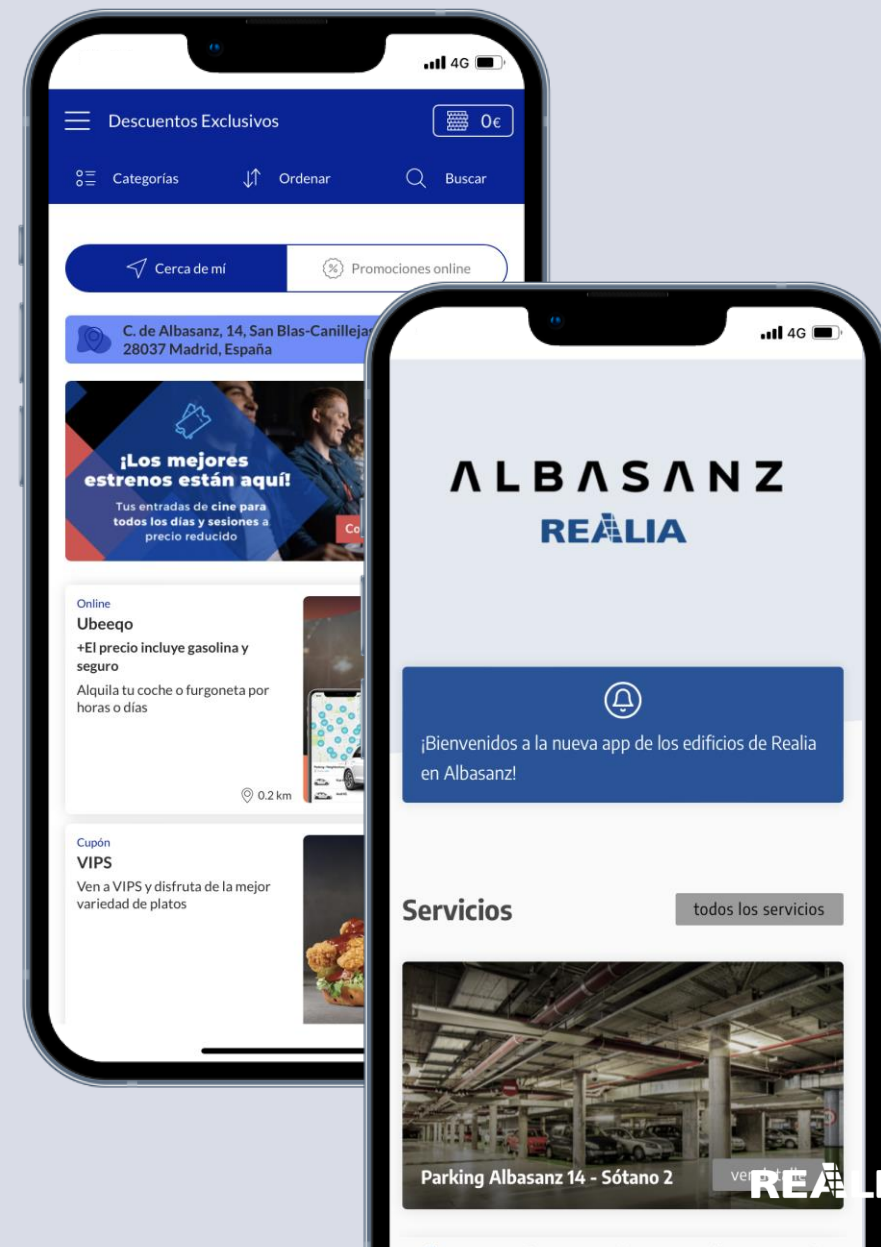 4G
Descuentos Exclusivos
0€
Categorías
Ordenar
Buscar
Cerca de mí
Promociones online
C. de Albasanz, 14, San Blas-Canillejas
28037 Madrid, España
¡Los mejores
estrenos están aquí!
Tus entradas de cine para
todos los días y sesiones a
precio reducido
Online
Ubeeqo
+El precio incluye gasolina y
seguro
Alquila tu coche o furgoneta por
horas o días
0.2 km
Cupón
VIPS
Ven a VIPS y disfruta de la mejor
variedad de platos
4G
ALBASANZ
REALIA
¡Bienvenidos a la nueva app de los edificios de Realia
en Albasanz!
Servicios
todos los servicios
Parking Albasanz 14 - Sótano 2